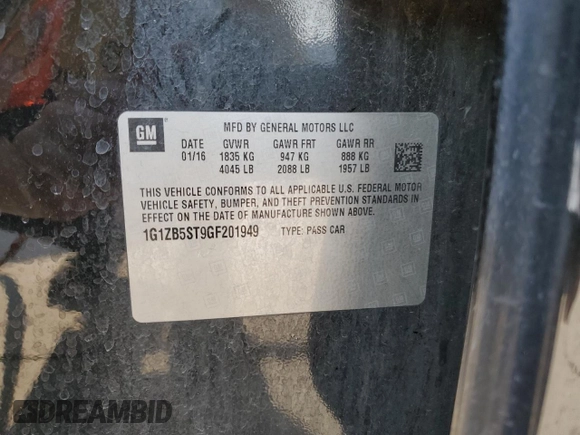 GM
MFD BY GENERAL MOTORS LLC
DATE GVWR GAWR FRT GAWR RR
01/16 1835 KG 947 KG 888 KG
4045 LB 2088 LB 1957 LB
THIS VEHICLE CONFORMS TO ALL APPLICABLE U.S. FEDERAL MOTOR
VEHICLE SAFETY, BUMPER, AND THEFT PREVENTION STANDARDS IN
EFFECT ON THE DATE OF MANUFACTURE SHOWN ABOVE.
1G1ZB5ST9GF201949 TYPE: PASS CAR
DREAMBID